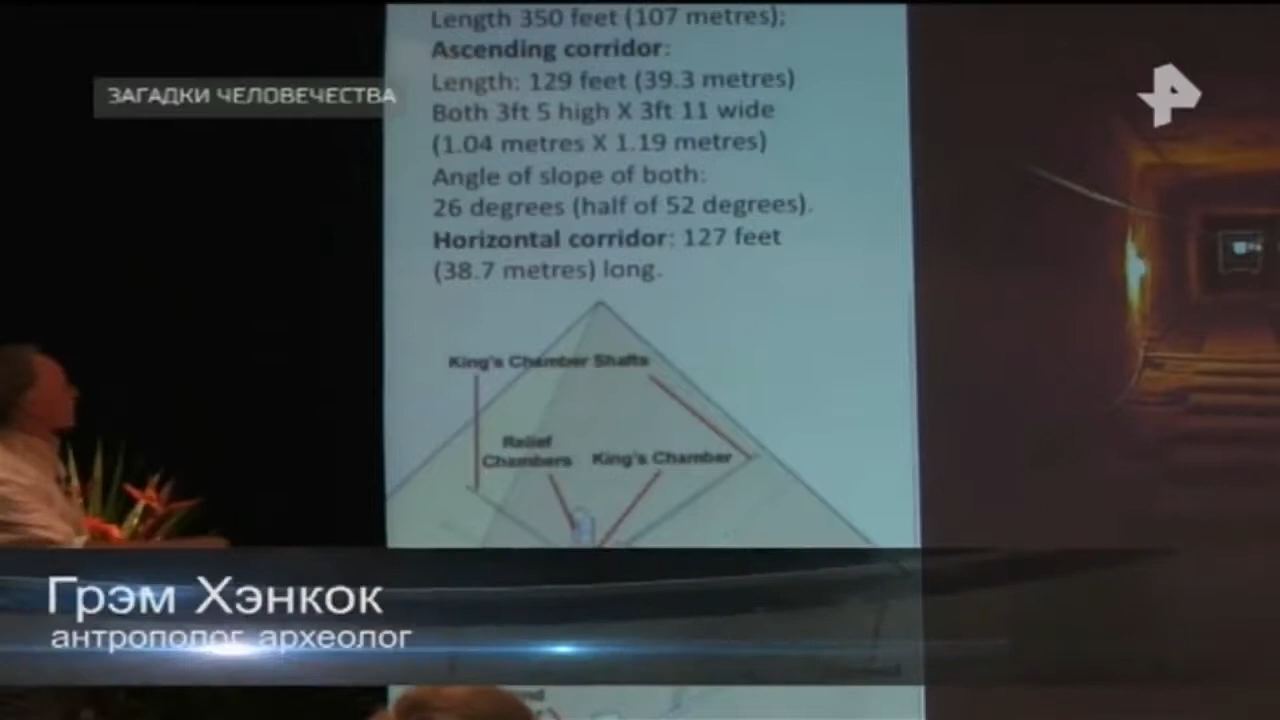 Length 350 feet (107 metres);
Ascending corridor:
Length: 129 feet (39.3 metres)
Both 3ft 5 high X 3ft 11 wide
(1.04 metres X 1.19 metres)
Angle of slope of both:
26 degrees (half of 52 degrees).
Horizontal corridor: 127 feet
(38.7 metres) long.
ЗАГАДКИ ЧЕЛОВЕЧЕСТВА
King's Chamber Shafts
Relief
Chambers
King's Chamber
Грэм Хэнкок
антрополог, археолог